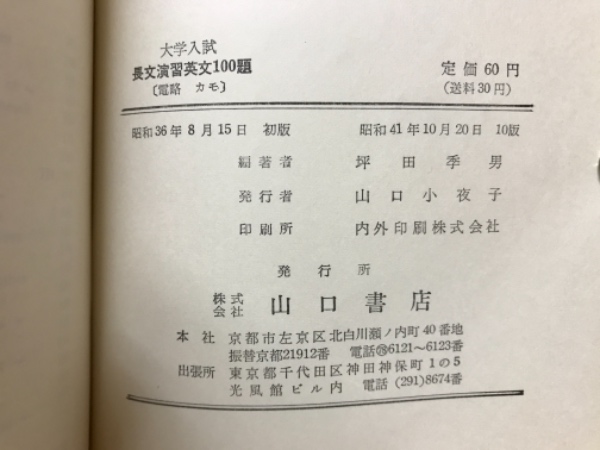 大学入試
長文演習英文100題
〔電略 カモ〕
定価60円
(送料30円)
昭和36年8月15日 初版
昭和41年10月20日 10版
編著者 坪田季男
発行者 山口小夜子
印刷所 内外印刷株式会社
発行所
株式会社 山口書店
本社 京都市左京区北白川瀬ノ内町40番地
振替京都21912番 電話6121～6123番
出張所 東京都千代田区神田神保町1の5
光風館ビル内 電話(291)8674番